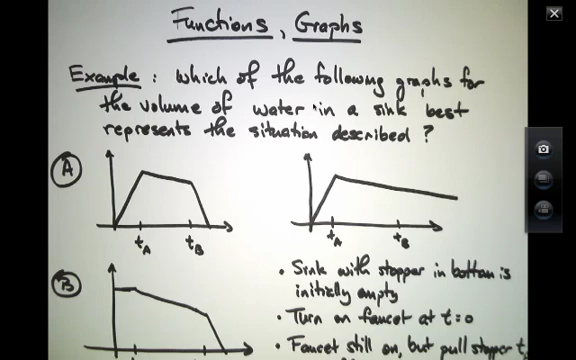 Functions, Graphs
Example: Which of the following graphs for
the volume of water in a sink best
represents the situation described?
A
tA tB
tA tB
B
• Sink with stopper in bottom is
initially empty
• Turn on faucet at t=0
• Faucet still on, but pull stopper t